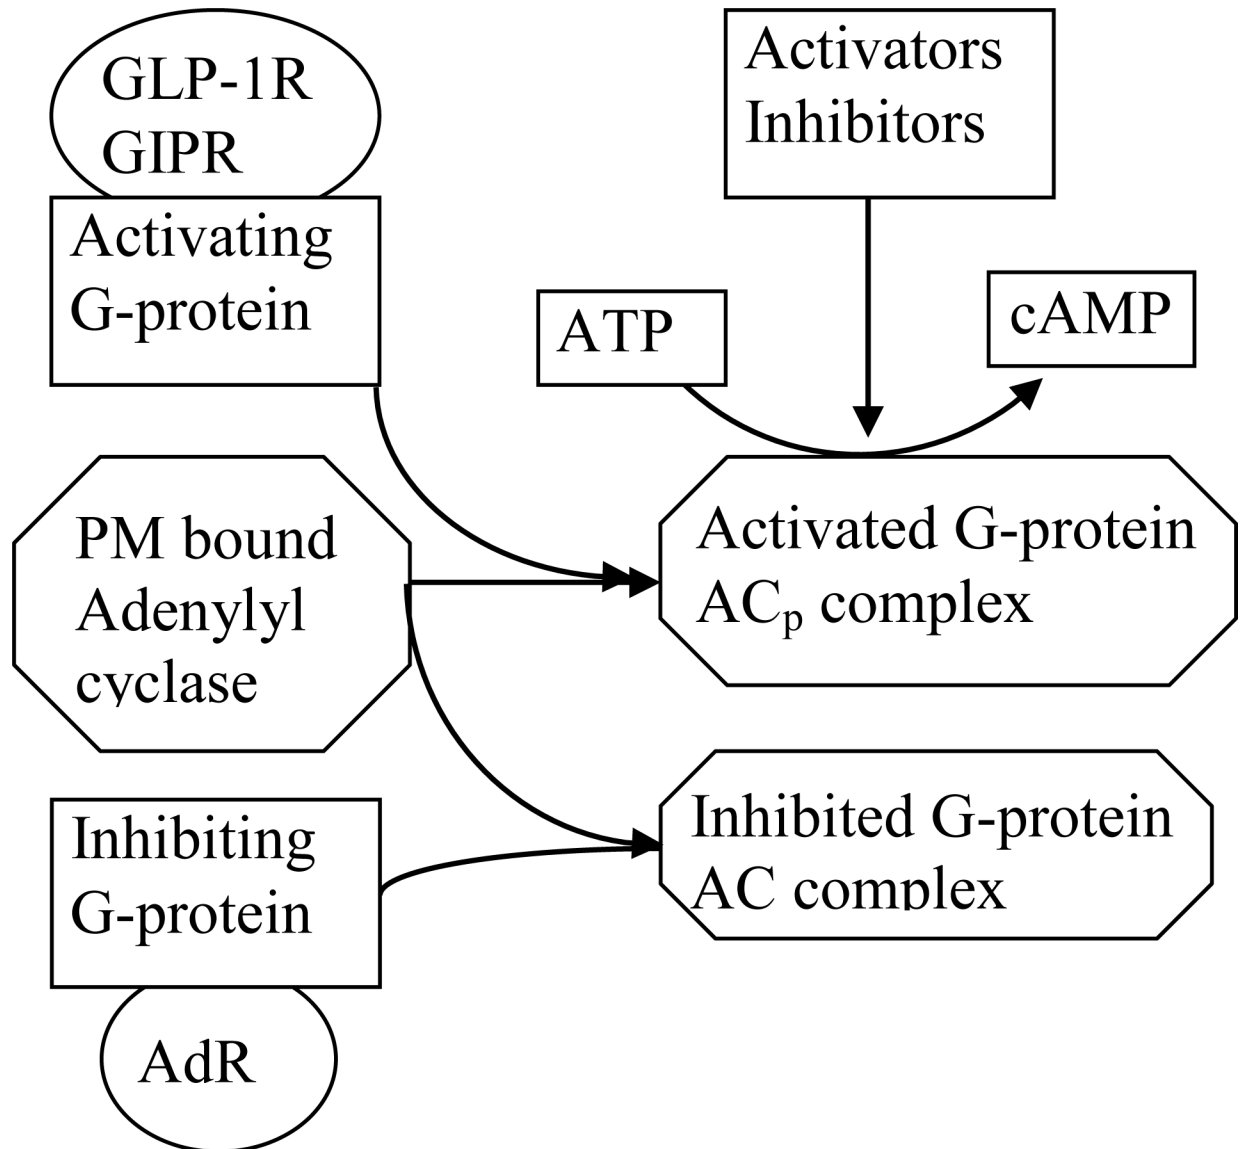 GLP-1R
GIPR
Activating
G-protein
Activators
Inhibitors
ATP
cAMP
PM bound
Adenylyl
cyclase
Activated G-protein
ACₚ complex
Inhibiting
G-protein
Inhibited G-protein
AC complex
AdR